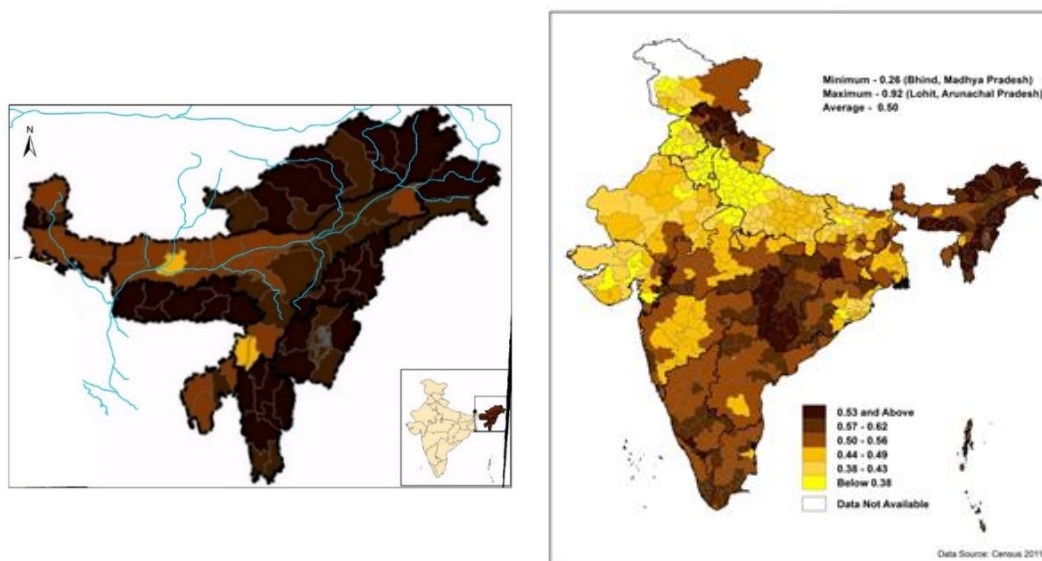 N
Minimum - 0.26 (Bhind, Madhya Pradesh)
Maximum - 0.92 (Lohit, Arunachal Pradesh)
Average - 0.50
0.53 and Above
0.57 - 0.62
0.50 - 0.56
0.44 - 0.49
0.38 - 0.43
Below 0.38
Data Not Available
Data Source: Census 2011